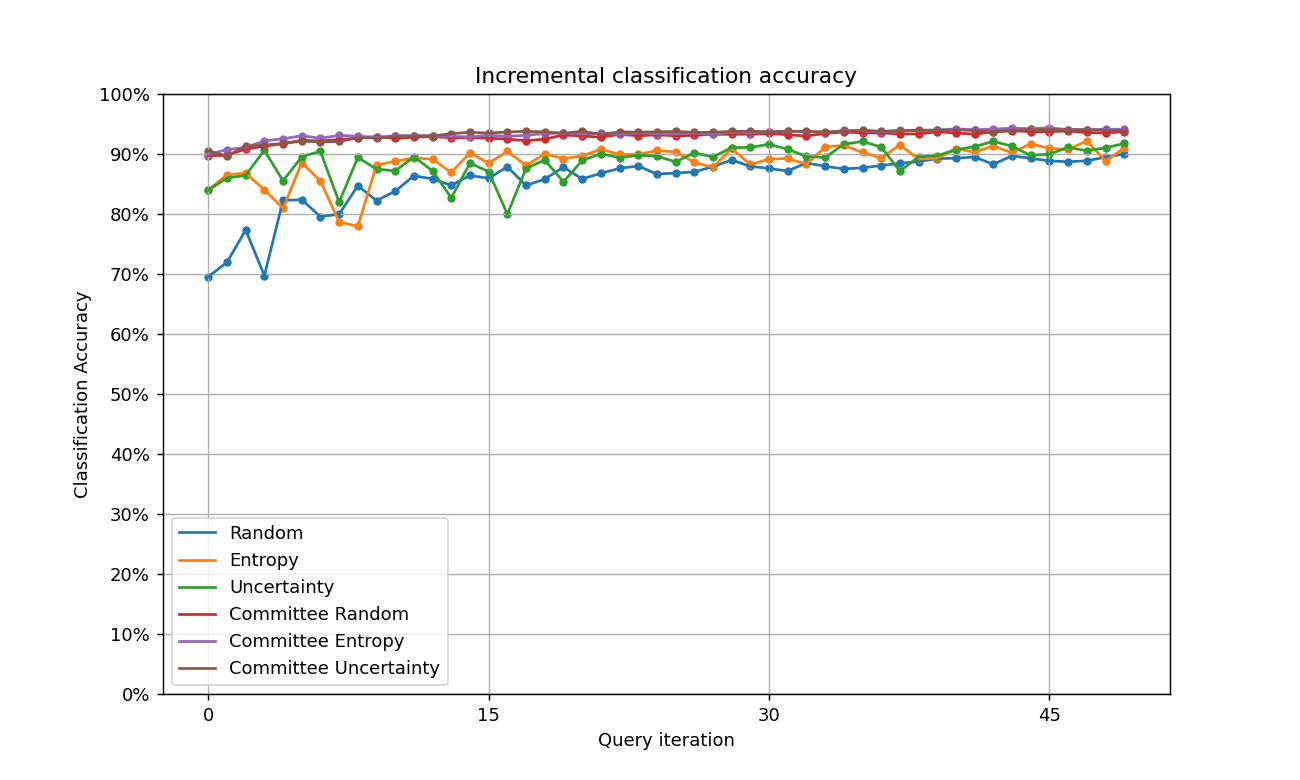 Incremental classification accuracy
100%
90%
80%
70%
60%
50%
40%
30%
20%
10%
0%
Classification Accuracy
Random
Entropy
Uncertainty
Committee Random
Committee Entropy
Committee Uncertainty
0 15 30 45
Query iteration